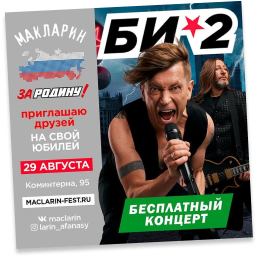 МАКЛАРИН
ЗА РОДИНУ!
приглашаю
друзей
НА СВОЙ
ЮБИЛЕЙ
29 АВГУСТА
Коминтерна, 95
MACLARIN-FEST.RU
maclarin
larin_afanasy
БИ★2
БЕСПЛАТНЫЙ
КОНЦЕРТ